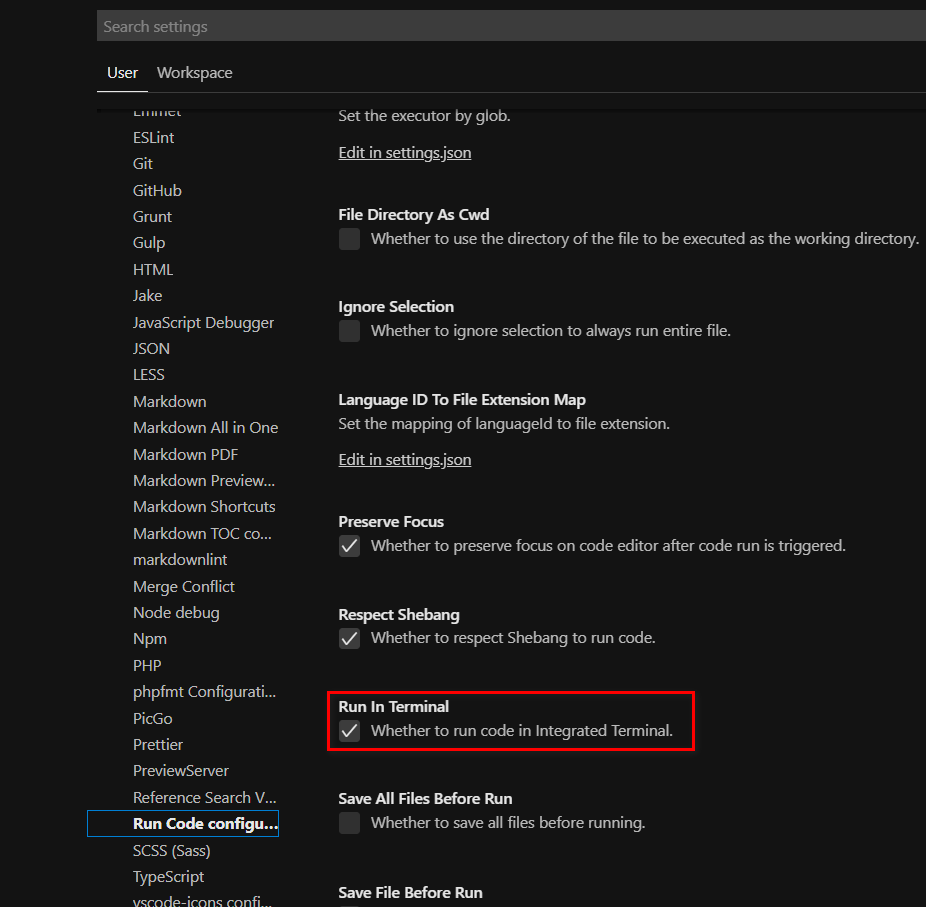 Search settings
User
Workspace
Emmet
ESLint
Git
GitHub
Grunt
Gulp
HTML
Jake
JavaScript Debugger
JSON
LESS
Markdown
Markdown All in One
Markdown PDF
Markdown Preview...
Markdown Shortcuts
Markdown TOC co...
markdownlint
Merge Conflict
Node debug
Npm
PHP
phpfmt Configurati...
PicGo
Prettier
PreviewServer
Reference Search V...
Run Code configu...
SCSS (Sass)
TypeScript
vscode-icons confi...
Set the executor by glob.
Edit in settings.json
File Directory As Cwd
Whether to use the directory of the file to be executed as the working directory.
Ignore Selection
Whether to ignore selection to always run entire file.
Language ID To File Extension Map
Set the mapping of languageId to file extension.
Edit in settings.json
Preserve Focus
Whether to preserve focus on code editor after code run is triggered.
Respect Shebang
Whether to respect Shebang to run code.
Run In Terminal
Whether to run code in Integrated Terminal.
Save All Files Before Run
Whether to save all files before running.
Save File Before Run